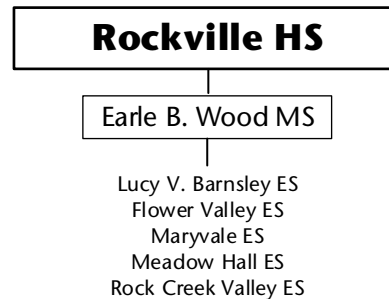 Rockville HS
Earle B. Wood MS
Lucy V. Barnsley ES
Flower Valley ES
Maryvale ES
Meadow Hall ES
Rock Creek Valley ES